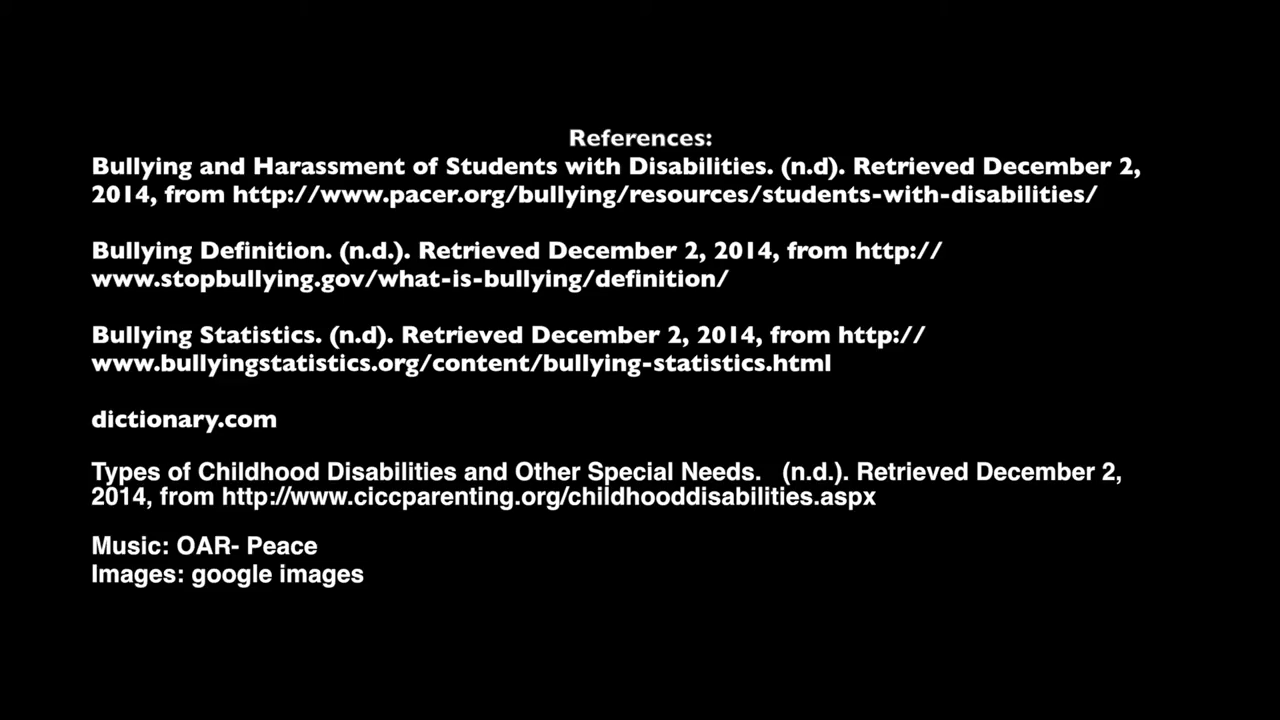 References:
Bullying and Harassment of Students with Disabilities. (n.d). Retrieved December 2,
2014, from http://www.pacer.org/bullying/resources/students-with-disabilities/
Bullying Definition. (n.d.). Retrieved December 2, 2014, from http://
www.stopbullying.gov/what-is-bullying/definition/
Bullying Statistics. (n.d). Retrieved December 2, 2014, from http://
www.bullyingstatistics.org/content/bullying-statistics.html
dictionary.com
Types of Childhood Disabilities and Other Special Needs.   (n.d.). Retrieved December 2,
2014, from http://www.ciccparenting.org/childhooddisabilities.aspx
Music: OAR- Peace
Images: google images